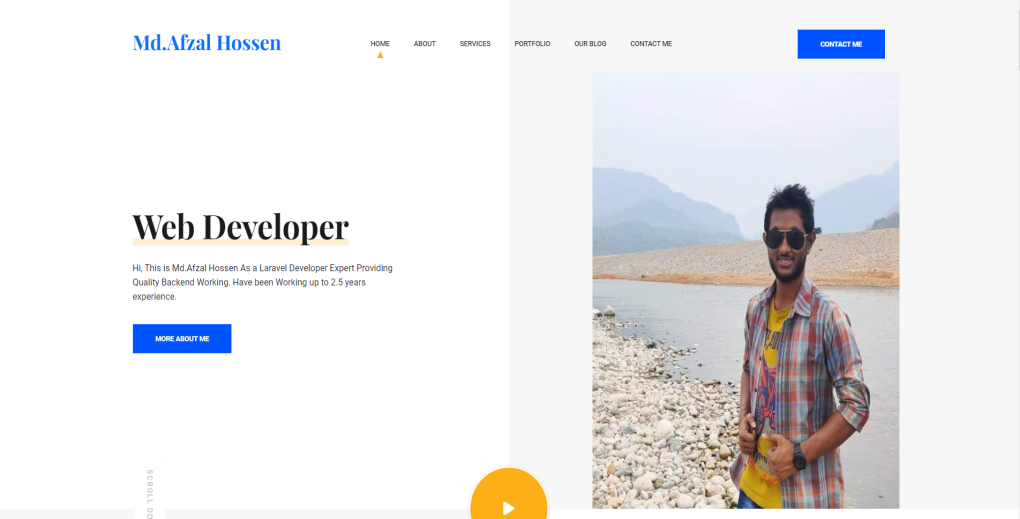 Md.Afzal Hossen
HOME ABOUT SERVICES PORTFOLIO OUR BLOG CONTACT ME
CONTACT ME
Web Developer
Hi, This is Md.Afzal Hossen As a Laravel Developer Expert Providing
Quality Backend Working. Have been Working up to 2.5 years
experience.
MORE ABOUT ME
SCROLL DO